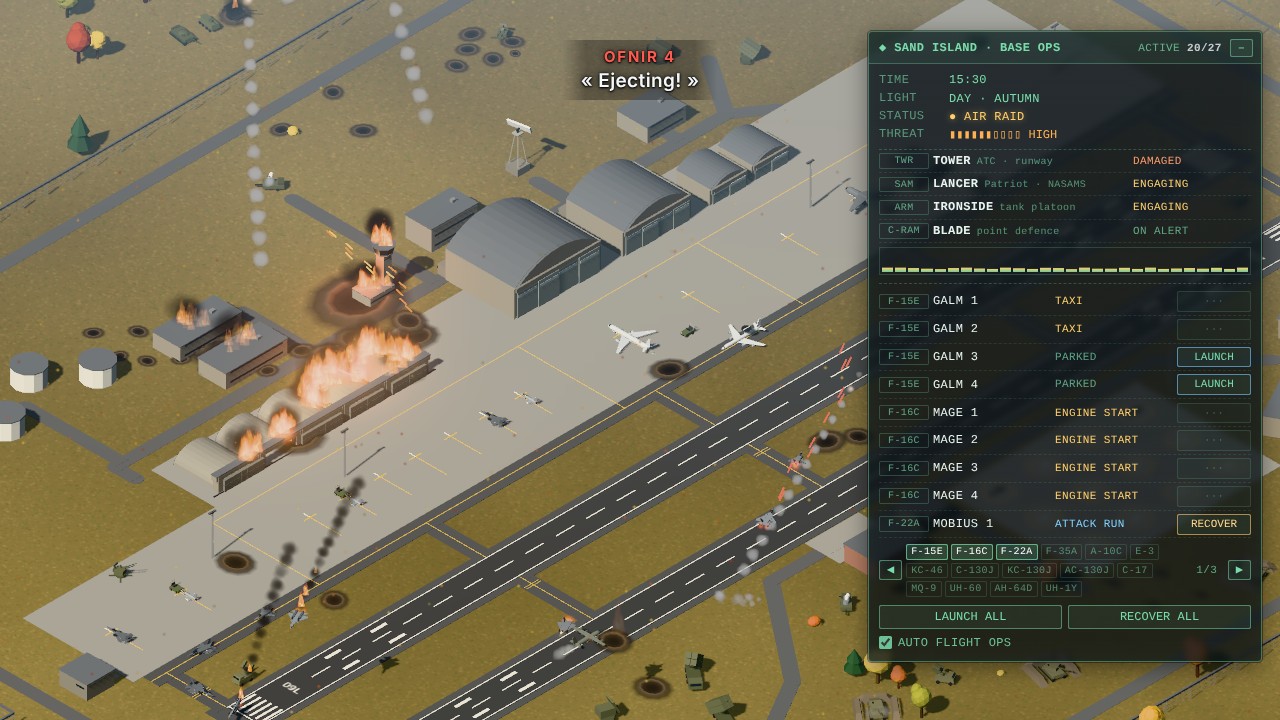 OFNIR 4
« Ejecting! »
◆ SAND ISLAND · BASE OPS ACTIVE 20/27 –
TIME 15:30
LIGHT DAY · AUTUMN
STATUS ● AIR RAID
THREAT ▮▮▮▮▮▮▯▯▯▯ HIGH
TWR TOWER ATC · runway DAMAGED
SAM LANCER Patriot · NASAMS ENGAGING
ARM IRONSIDE tank platoon ENGAGING
C-RAM BLADE point defence ON ALERT
F-15E GALM 1 TAXI ···
F-15E GALM 2 TAXI ···
F-15E GALM 3 PARKED LAUNCH
F-15E GALM 4 PARKED LAUNCH
F-16C MAGE 1 ENGINE START ···
F-16C MAGE 2 ENGINE START ···
F-16C MAGE 3 ENGINE START ···
F-16C MAGE 4 ENGINE START ···
F-22A MOBIUS 1 ATTACK RUN RECOVER
F-15E F-16C F-22A F-35A A-10C E-3
◀ KC-46 C-130J KC-130J AC-130J C-17 1/3 ▶
MQ-9 UH-60 AH-64D UH-1Y
LAUNCH ALL RECOVER ALL
AUTO FLIGHT OPS